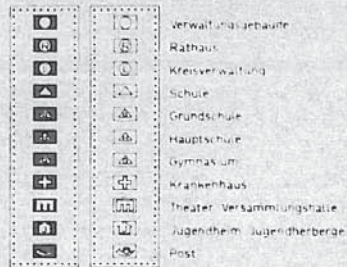 Verwaltungsgebäude
Rathaus
Kreisverwaltung
Schule
Grundschule
Hauptschule
Gymnasium
Krankenhaus
Theater Versammlungshalle
Jugendheim Jugendherberge
Post